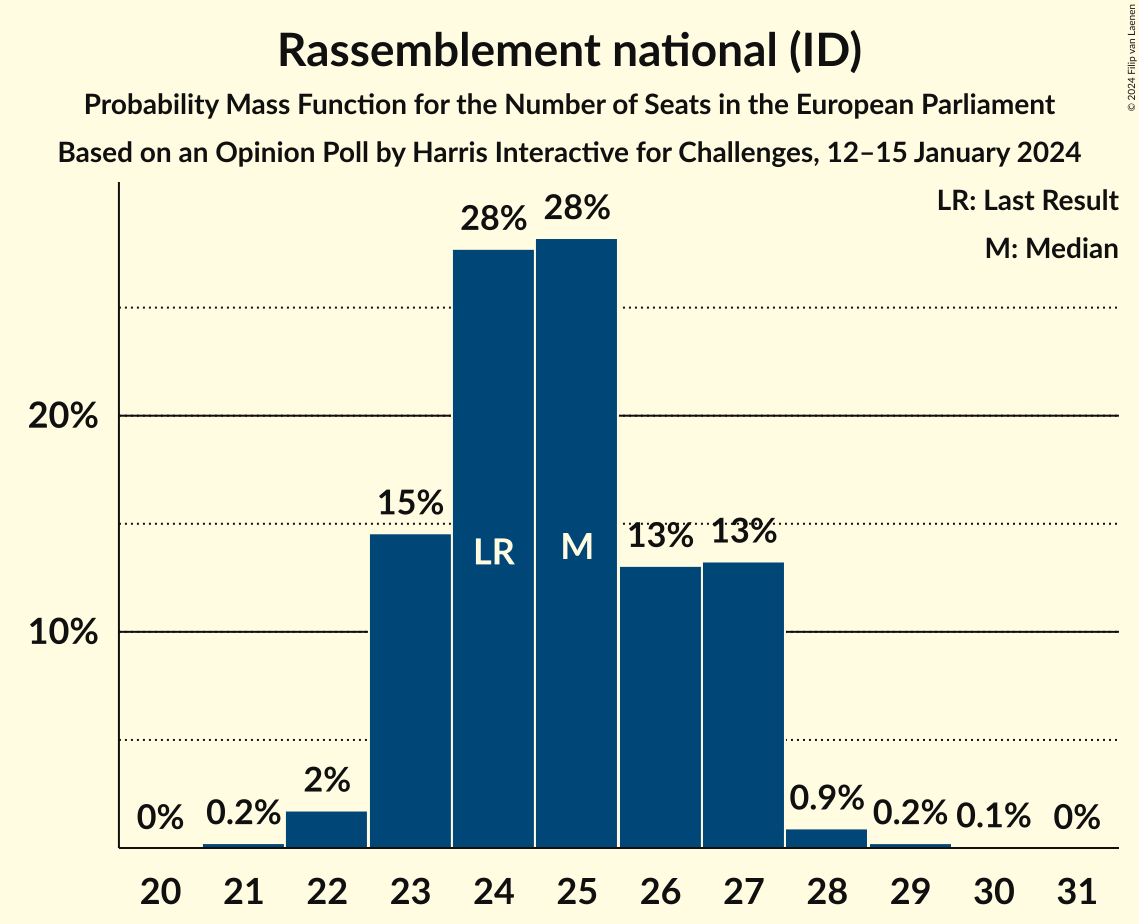 Rassemblement national (ID)
Probability Mass Function for the Number of Seats in the European Parliament
Based on an Opinion Poll by Harris Interactive for Challenges, 12–15 January 2024
© 2024 Filip van Laenen
LR: Last Result
M: Median
28% 28%
20%
15%
13% 13%
LR M
10%
2%
0% 0.2% 0.9% 0.2% 0.1% 0%
20 21 22 23 24 25 26 27 28 29 30 31